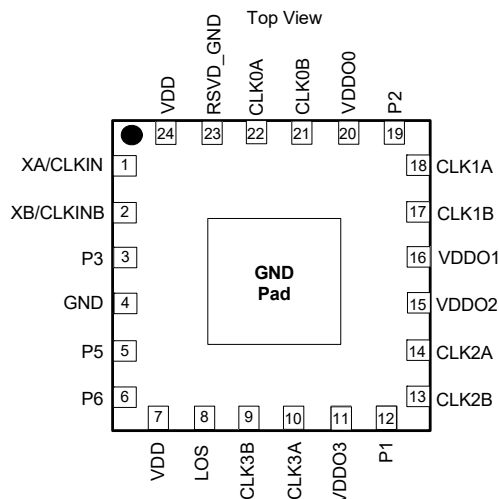 Top View
VDD
RSVD_GND
CLK0A
CLK0B
VDDO0
P2
24
23
22
21
20
19
XA/CLKIN 1
18 CLK1A
XB/CLKINB 2
17 CLK1B
P3 3
16 VDDO1
GND 4
15 VDDO2
P5 5
14 CLK2A
P6 6
13 CLK2B
GND
Pad
7
8
9
10
11
12
VDD
LOS
CLK3B
CLK3A
VDDO3
P1